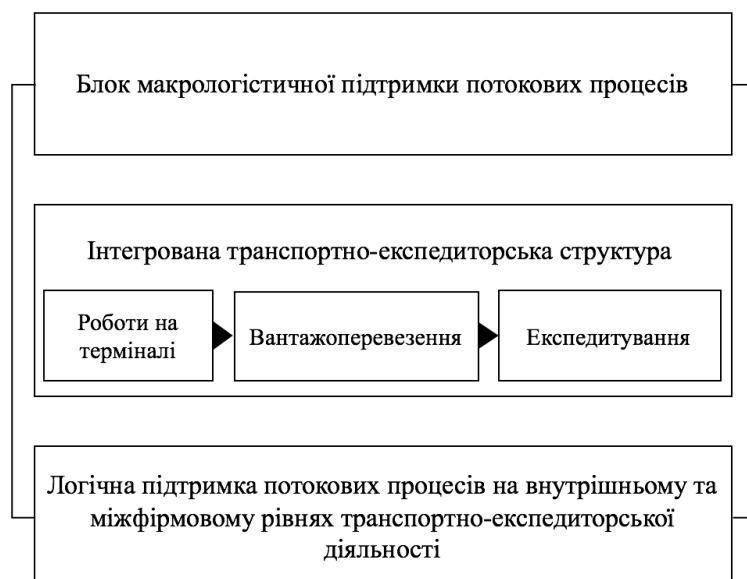 Блок макрологістичної підтримки потокових процесів
Інтегрована транспортно-експедиторська структура
Роботи на
терміналі
Вантажоперевезення
Експедитування
Логічна підтримка потокових процесів на внутрішньому та
міжфірмовому рівнях транспортно-експедиторської
діяльності